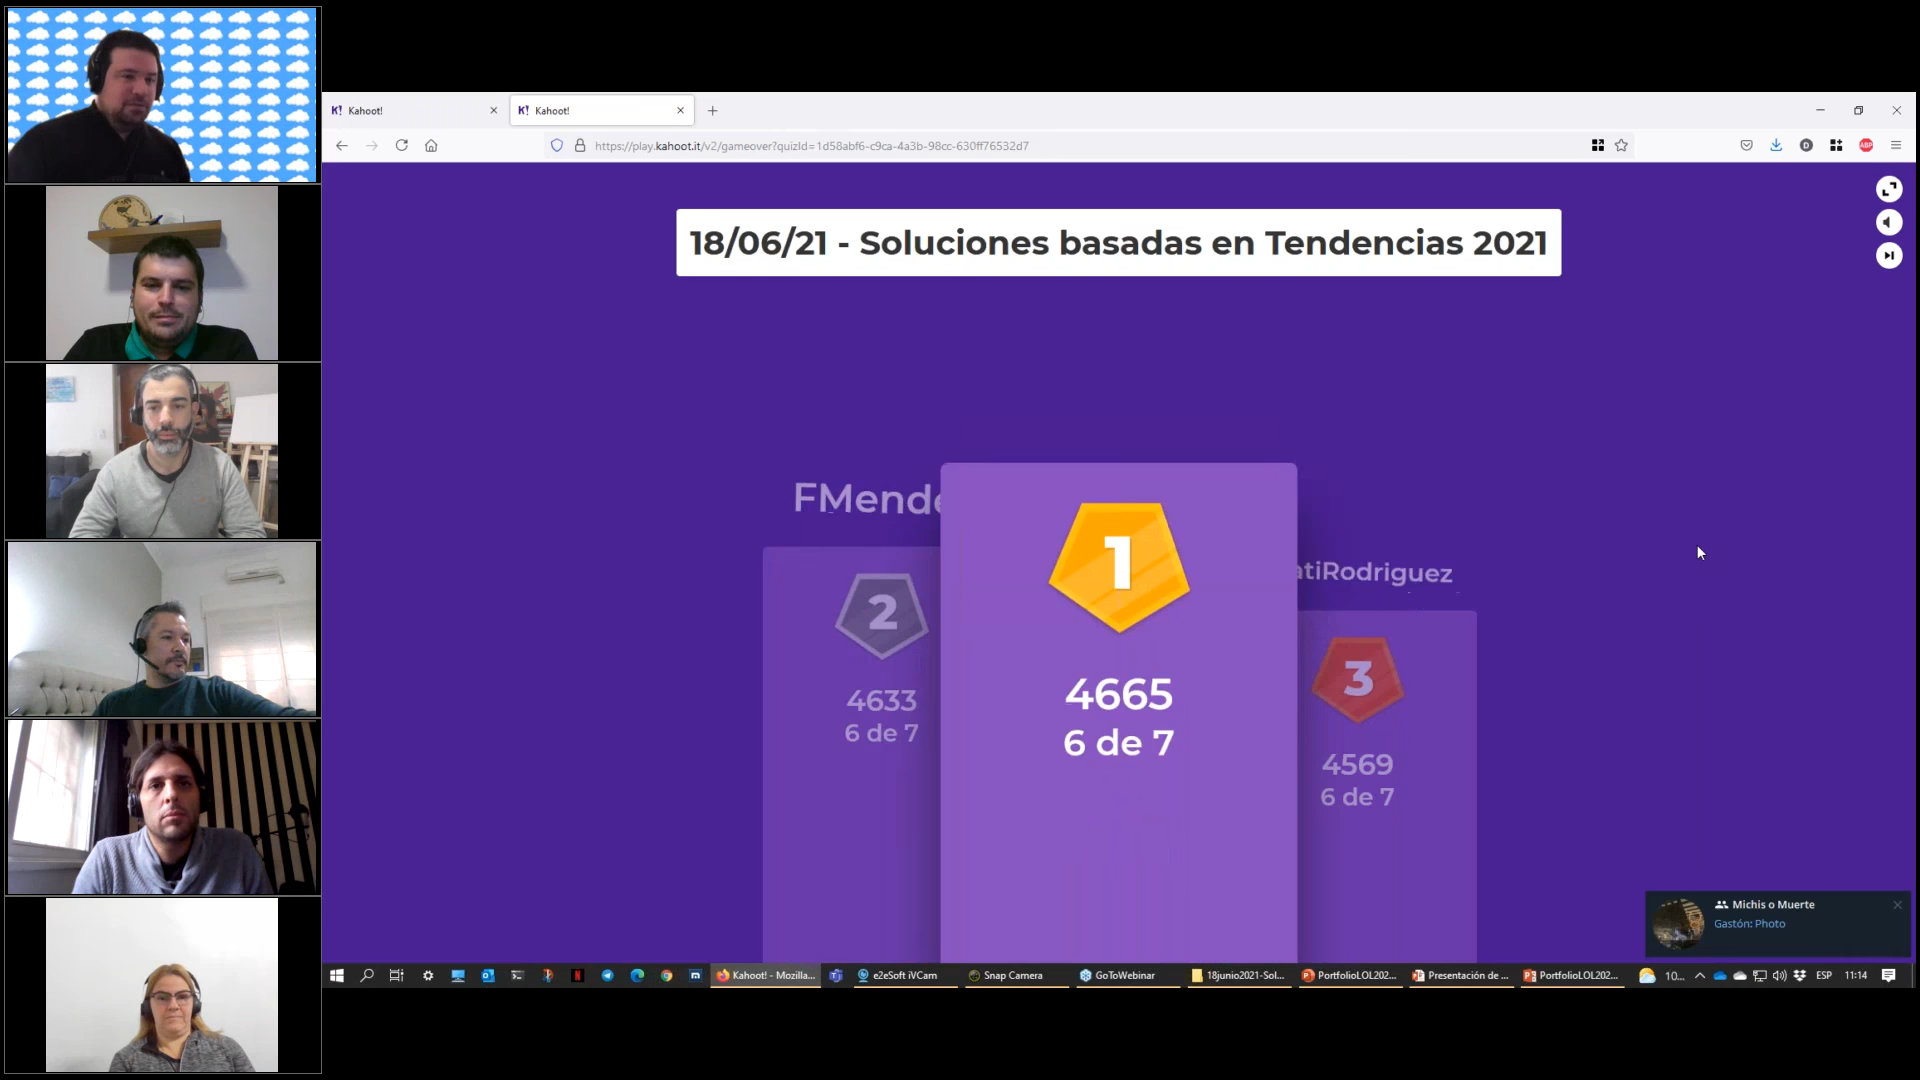 K! Kahoot!
K! Kahoot!
https://play.kahoot.it/v2/gameover?quizId=1d58abf6-c9ca-4a3b-98cc-630ff76532d7
D
ABP
18/06/21 - Soluciones basadas en Tendencias 2021
FMende
1
atiRodriguez
2
3
4665
4633
6 de 7
6 de 7
4569
6 de 7
Michis o Muerte
Gastón: Photo
Kahoot! - Mozilla...
e2eSoft iVCam
Snap Camera
GoToWebinar
18junio2021-Sol...
PortfolioLOL202...
Presentación de ...
PortfolioLOL202...
10...
ESP
11:14